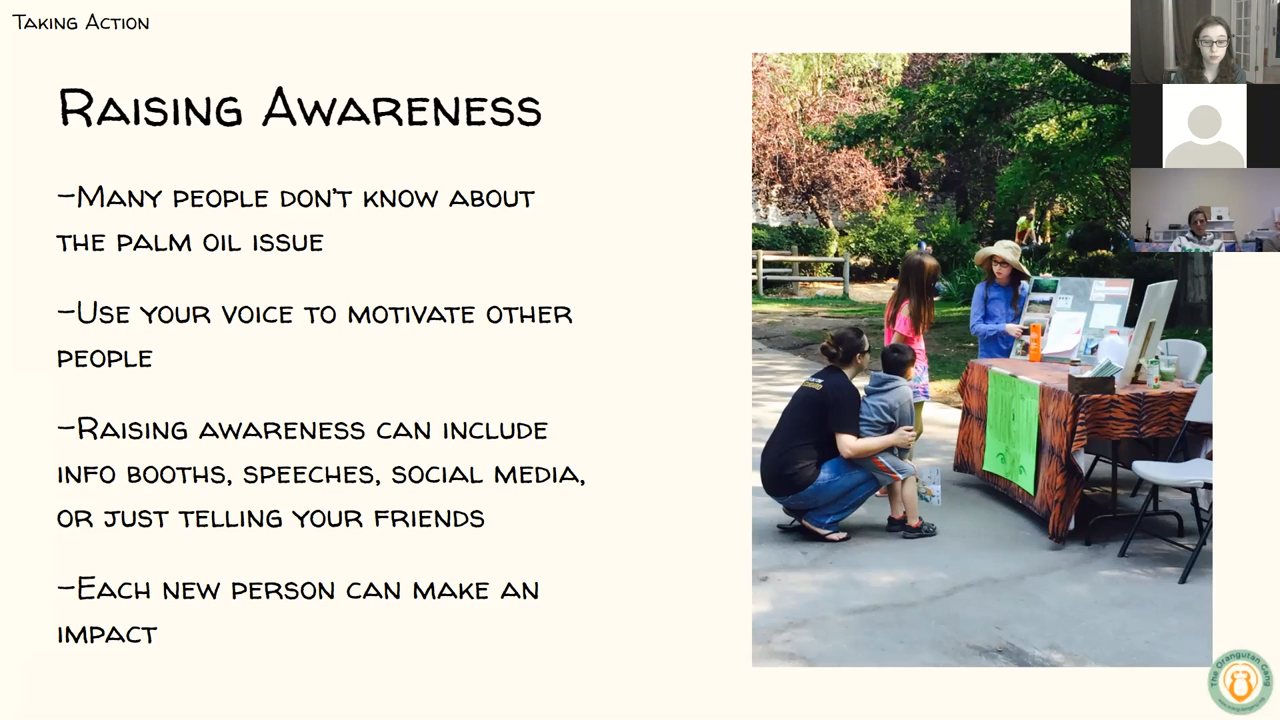 Taking Action
Raising Awareness
-Many people don't know about
the palm oil issue
-Use your voice to motivate other
people
-Raising awareness can include
info booths, speeches, social media,
or just telling your friends
-Each new person can make an
impact
The Orangutan Gang